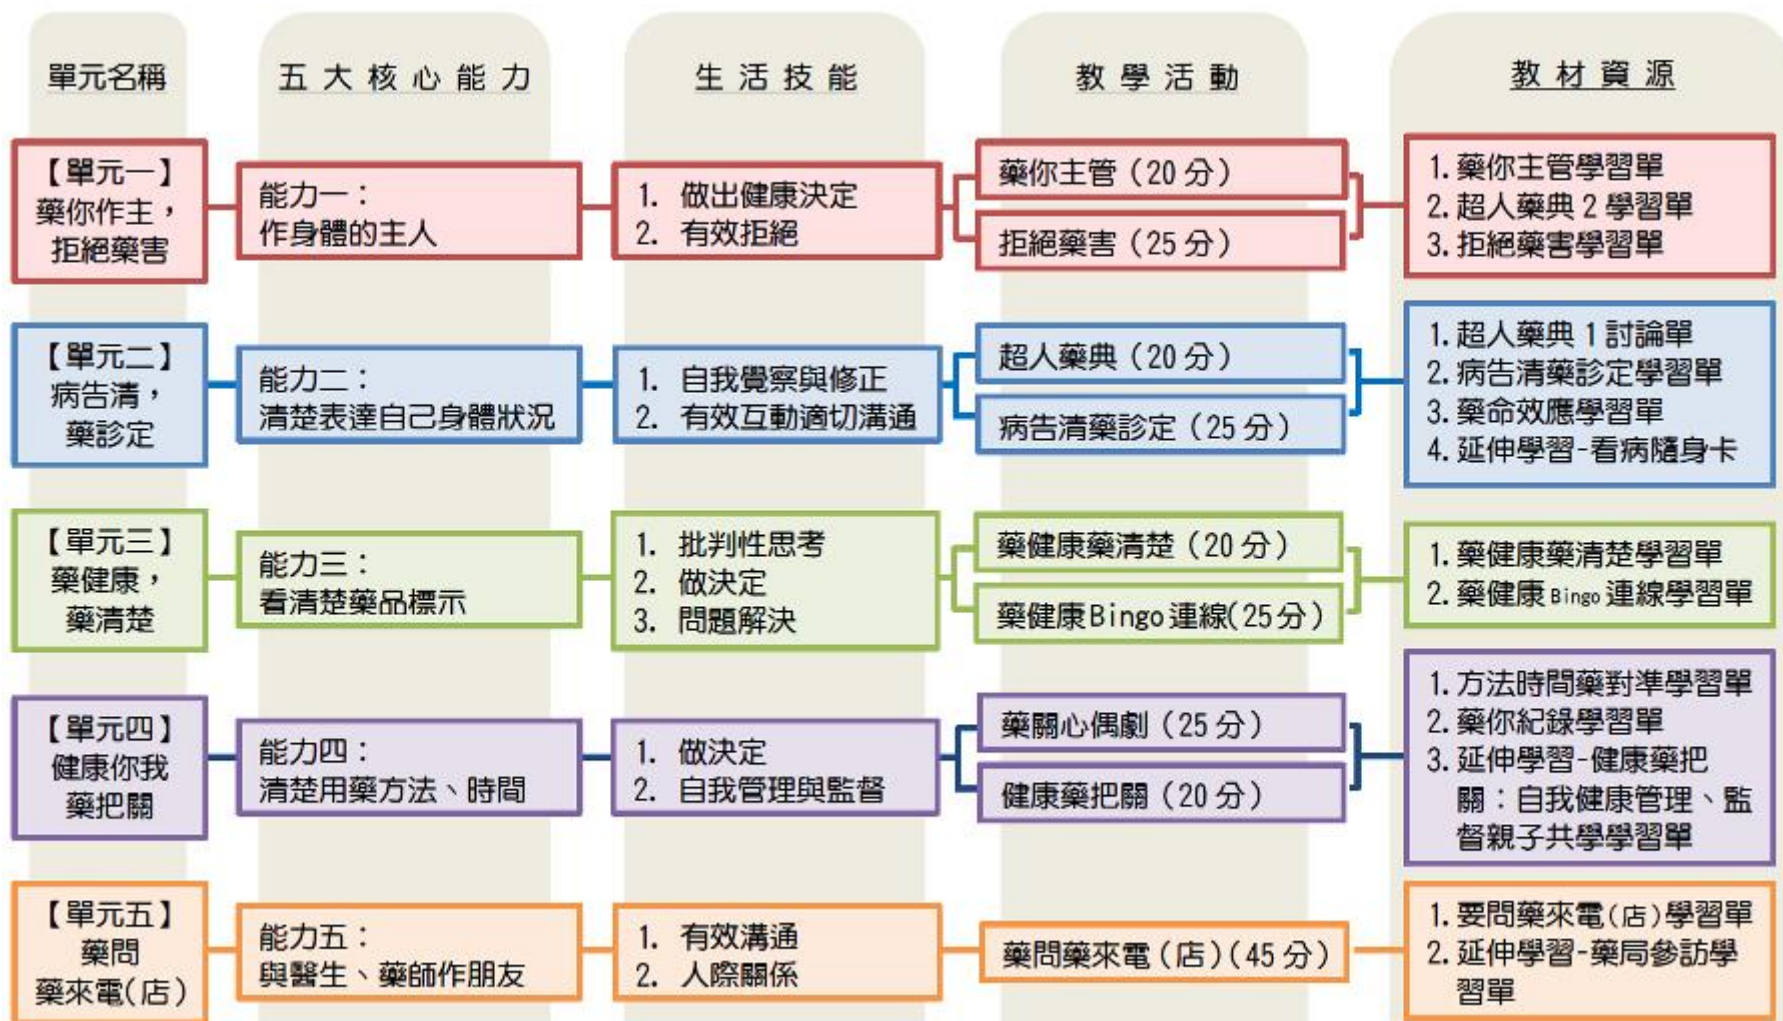 單元名稱
五大核心能力
生活技能
教學活動
教材資源
【單元一】
藥你作主，
拒絕藥害
能力一：
作身體的主人
1. 做出健康決定
2. 有效拒絕
藥你主管（20分）
拒絕藥害（25分）
1. 藥你主管學習單
2. 超人藥典2學習單
3. 拒絕藥害學習單
【單元二】
病告清，
藥診定
能力二：
清楚表達自己身體狀況
1. 自我覺察與修正
2. 有效互動適切溝通
超人藥典（20分）
病告清藥診定（25分）
1. 超人藥典1討論單
2. 病告清藥診定學習單
3. 藥命效應學習單
4. 延伸學習-看病隨身卡
【單元三】
藥健康，
藥清楚
能力三：
看清楚藥品標示
1. 批判性思考
2. 做決定
3. 問題解決
藥健康藥清楚（20分）
藥健康Bingo連線(25分)
1. 藥健康藥清楚學習單
2. 藥健康Bingo連線學習單
【單元四】
健康你我
藥把關
能力四：
清楚用藥方法、時間
1. 做決定
2. 自我管理與監督
藥關心偶劇（25分）
健康藥把關（20分）
1. 方法時間藥對準學習單
2. 藥你紀錄學習單
3. 延伸學習-健康藥把
關：自我健康管理、監
督親子共學學習單
【單元五】
藥問
藥來電(店)
能力五：
與醫生、藥師作朋友
1. 有效溝通
2. 人際關係
藥問藥來電(店)(45分)
1. 要問藥來電(店)學習單
2. 延伸學習-藥局參訪學
習單